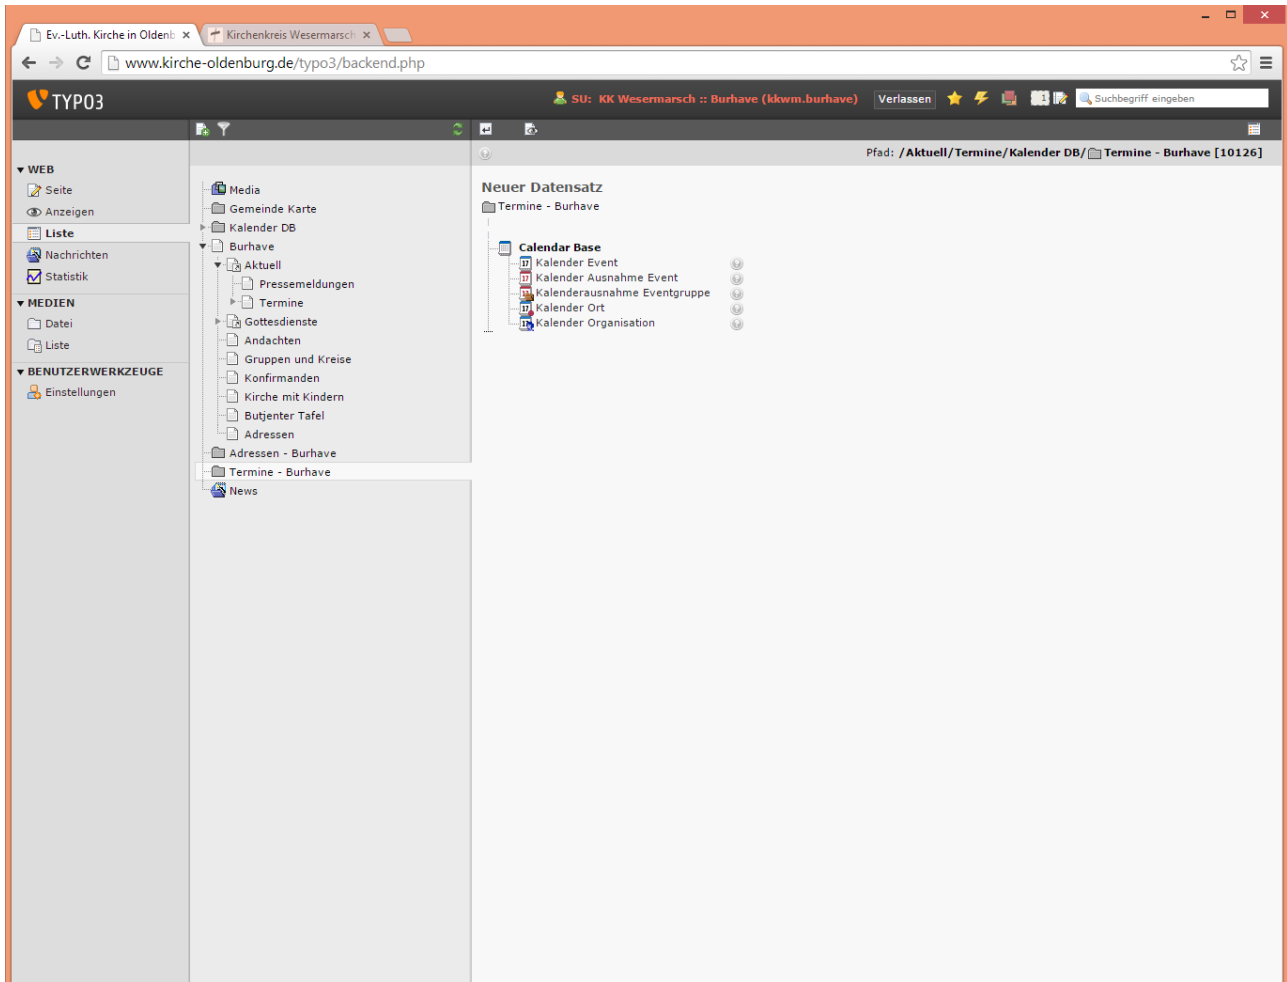 Ev.-Luth. Kirche in Oldenb
Kirchenkreis Wesermarsch
www.kirche-oldenburg.de/typo3/backend.php
TYPO3
SU: KK Wesermarsch :: Burhave (kkwm.burhave)
Verlassen
1
Suchbegriff eingeben
Pfad: /Aktuell/Termine/Kalender DB/ Termine - Burhave [10126]
WEB
Seite
Anzeigen
Liste
Nachrichten
Statistik
MEDIEN
Datei
Liste
BENUTZERWERKZEUGE
Einstellungen
Media
Gemeinde Karte
Kalender DB
Burhave
Aktuell
Pressemeldungen
Termine
Gottesdienste
Andachten
Gruppen und Kreise
Konfirmanden
Kirche mit Kindern
Butjenter Tafel
Adressen
Adressen - Burhave
Termine - Burhave
News
Neuer Datensatz
Termine - Burhave
Calendar Base
Kalender Event
Kalender Ausnahme Event
Kalenderausnahme Eventgruppe
Kalender Ort
Kalender Organisation